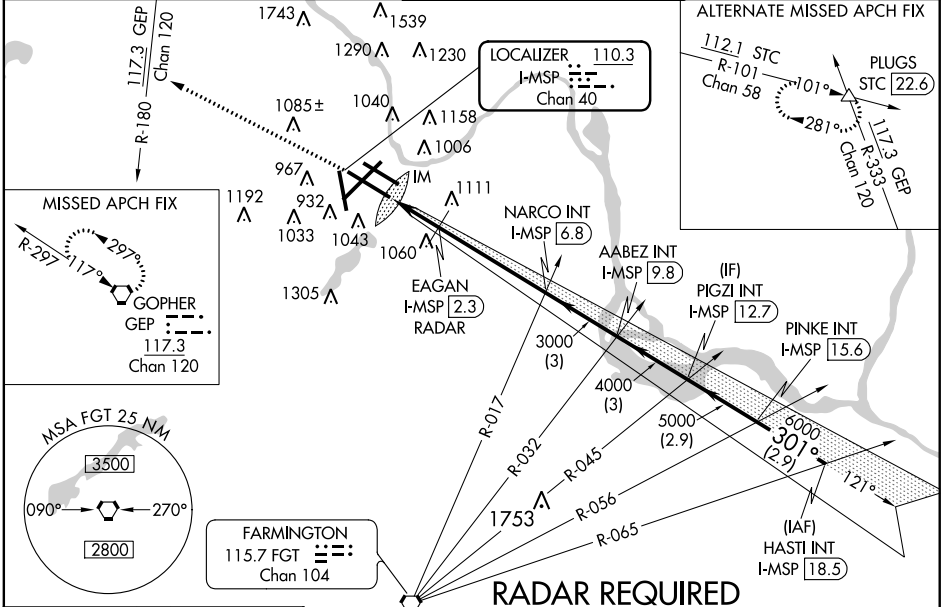 1743
1539
1290
1230
117.3 GEP
Chan 120
R-180
1085±
1040
1158
1006
967
1192
932
1033
1043
1060
1111
1305
IM
LOCALIZER 110.3
I-MSP
Chan 40
ALTERNATE MISSED APCH FIX
112.1 STC
R-101
Chan 58
101°
281°
PLUGS
STC 22.6
117.3 GEP
R-333
Chan 120
MISSED APCH FIX
R-297
297°
117°
GOPHER
GEP
117.3
Chan 120
EAGAN
I-MSP 2.3
RADAR
NARCO INT
I-MSP 6.8
AABEZ INT
I-MSP 9.8
(IF)
PIGZI INT
I-MSP 12.7
PINKE INT
I-MSP 15.6
3000
(3)
4000
(3)
5000
(2.9)
6000
301°
(2.9)
121°
(IAF)
HASTI INT
I-MSP 18.5
R-017
R-032
R-045
R-056
R-065
1753
MSA FGT 25 NM
3500
090°
270°
2800
FARMINGTON
115.7 FGT
Chan 104
RADAR REQUIRED